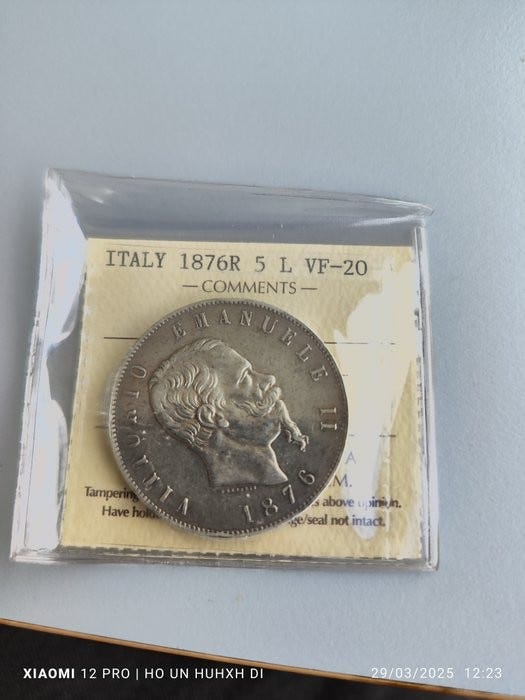 ITALY 1876R 5 L VF-20
— COMMENTS —
VITTORIO EMANUELE II
1876
A
M.
Tampering
s above opinion.
Have hold
ge/seal not intact.
XIAOMI 12 PRO | HO UN HUHXH DI
29/03/2025 12:23